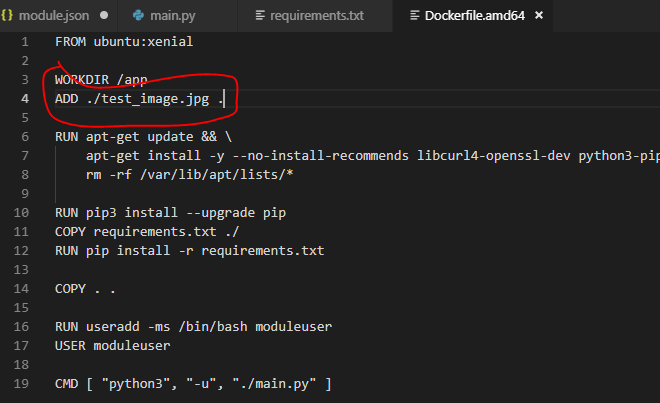 {} module.json
main.py
requirements.txt
Dockerfile.amd64
1 FROM ubuntu:xenial
2
3 WORKDIR /app
4 ADD ./test_image.jpg .
5
6 RUN apt-get update && \
7 apt-get install -y --no-install-recommends libcurl4-openssl-dev python3-pip
8 rm -rf /var/lib/apt/lists/*
9
10 RUN pip3 install --upgrade pip
11 COPY requirements.txt ./
12 RUN pip install -r requirements.txt
13
14 COPY . .
15
16 RUN useradd -ms /bin/bash moduleuser
17 USER moduleuser
18
19 CMD [ "python3", "-u", "./main.py" ]